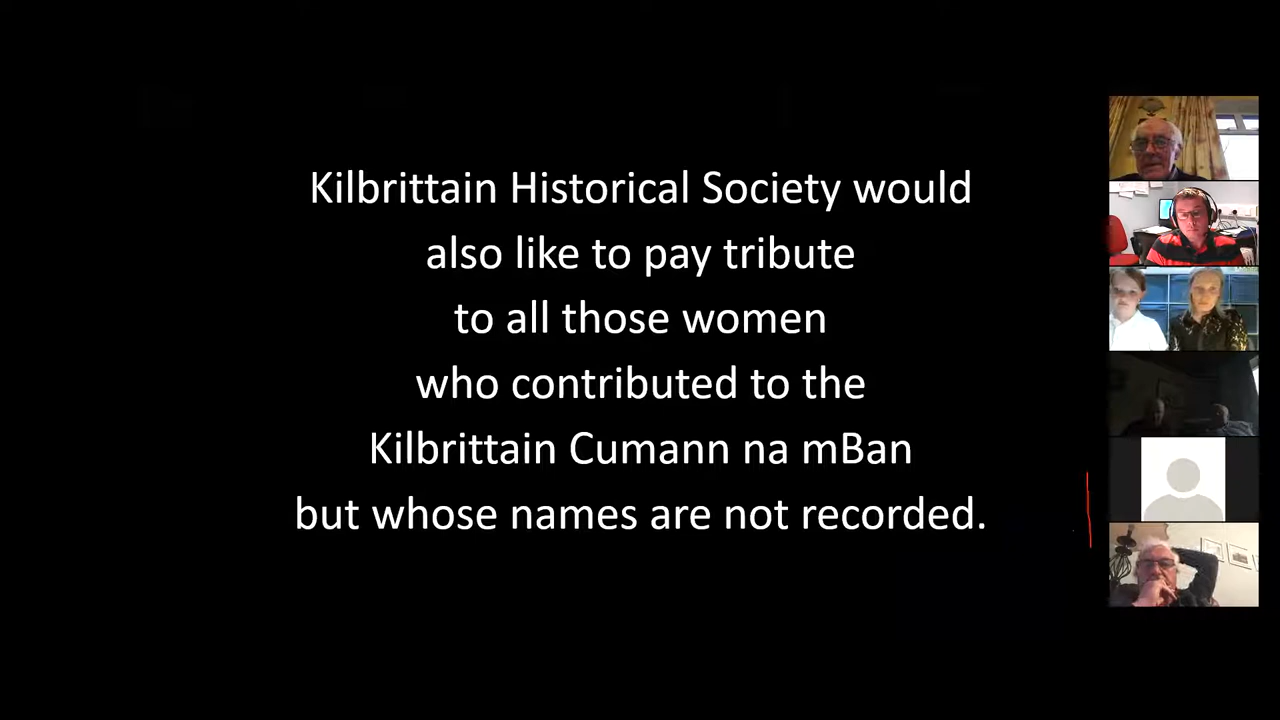 Kilbrittain Historical Society would
also like to pay tribute
to all those women
who contributed to the
Kilbrittain Cumann na mBan
but whose names are not recorded.